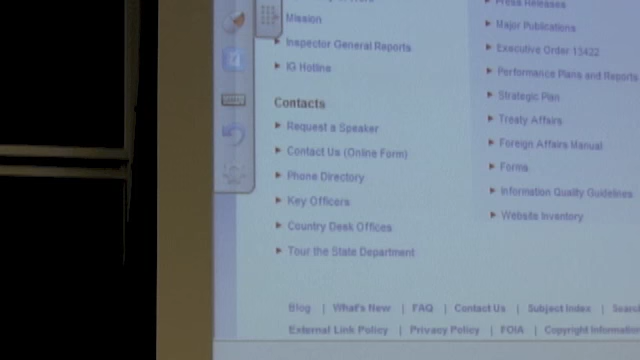 Mission
Inspector General Reports
IG Hotline
Contacts
Request a Speaker
Contact Us (Online Form)
Phone Directory
Key Officers
Country Desk Offices
Tour the State Department
Press Releases
Major Publications
Executive Order 13422
Performance Plans and Reports
Strategic Plan
Treaty Affairs
Foreign Affairs Manual
Forms
Information Quality Guidelines
Website Inventory
Blog | What's New | FAQ | Contact Us | Subject Index | Search
External Link Policy | Privacy Policy | FOIA | Copyright Information